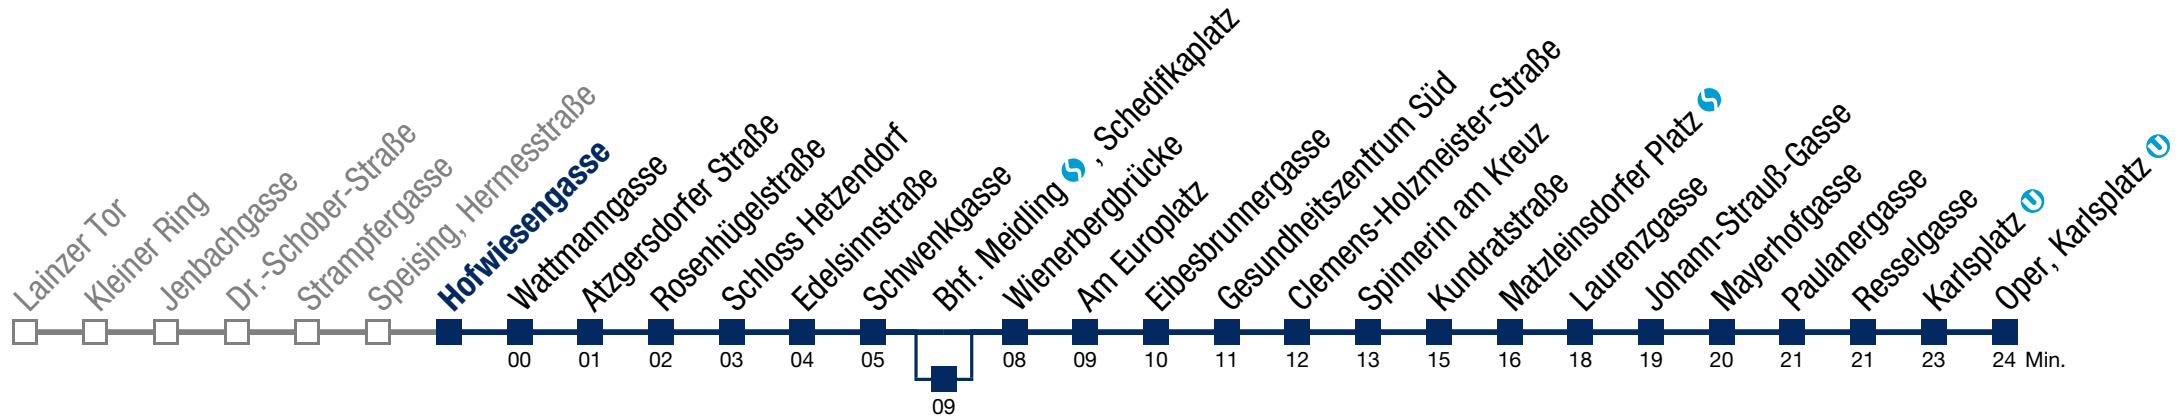 Lainzer Tor
Kleiner Ring
Jenbachgasse
Dr.-Schober-Straße
Strampfergasse
Speising, Hermesstraße
Hofwiesengasse
Wattmanngasse
Atzgersdorfer Straße
Rosenhügelstraße
Schloss Hetzendorf
Edelsinnstraße
Schwenkgasse
Bhf. Meidling S, Schedifkaplatz
Wienerbergbrücke
Am Europlatz
Eibesbrunnergasse
Gesundheitszentrum Süd
Clemens-Holzmeister-Straße
Spinnerin am Kreuz
Kundratstraße
Matzleinsdorfer Platz S
Laurenzgasse
Johann-Strauß-Gasse
Mayerhofgasse
Paulanergasse
Resselgasse
Karlsplatz U
Oper, Karlsplatz U
00 01 02 03 04 05 08 09 10 11 12 13 15 16 18 19 20 21 21 23 24 Min.
09